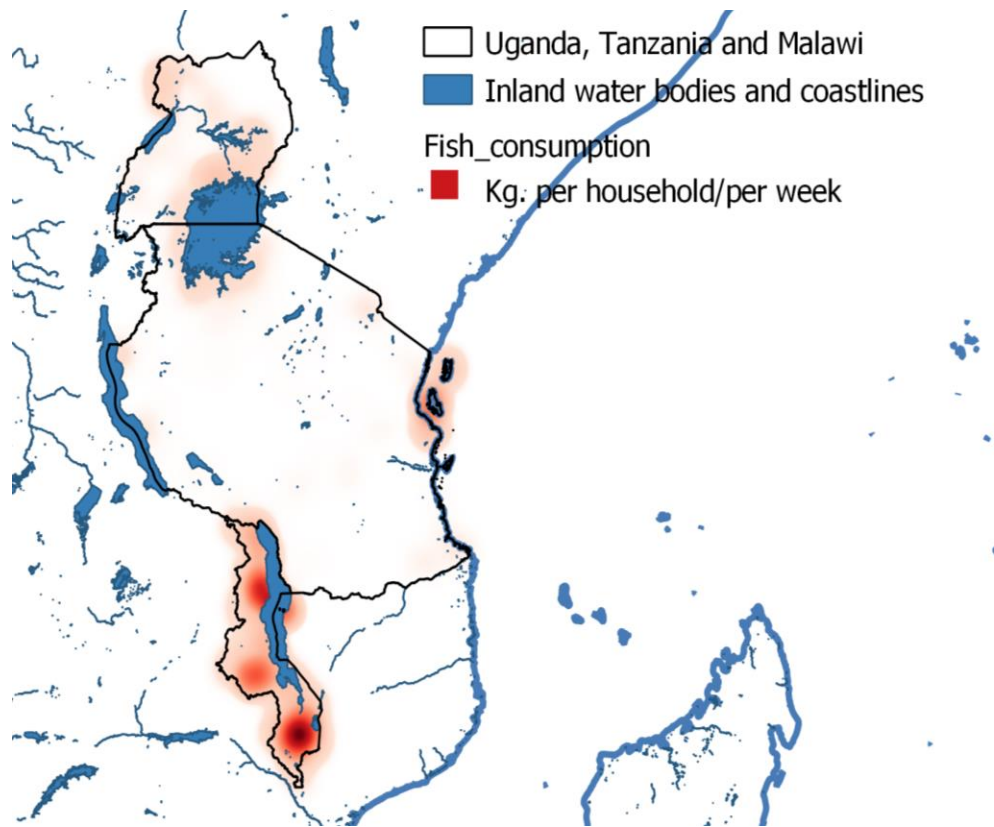 Uganda, Tanzania and Malawi
Inland water bodies and coastlines
Fish_consumption
Kg. per household/per week